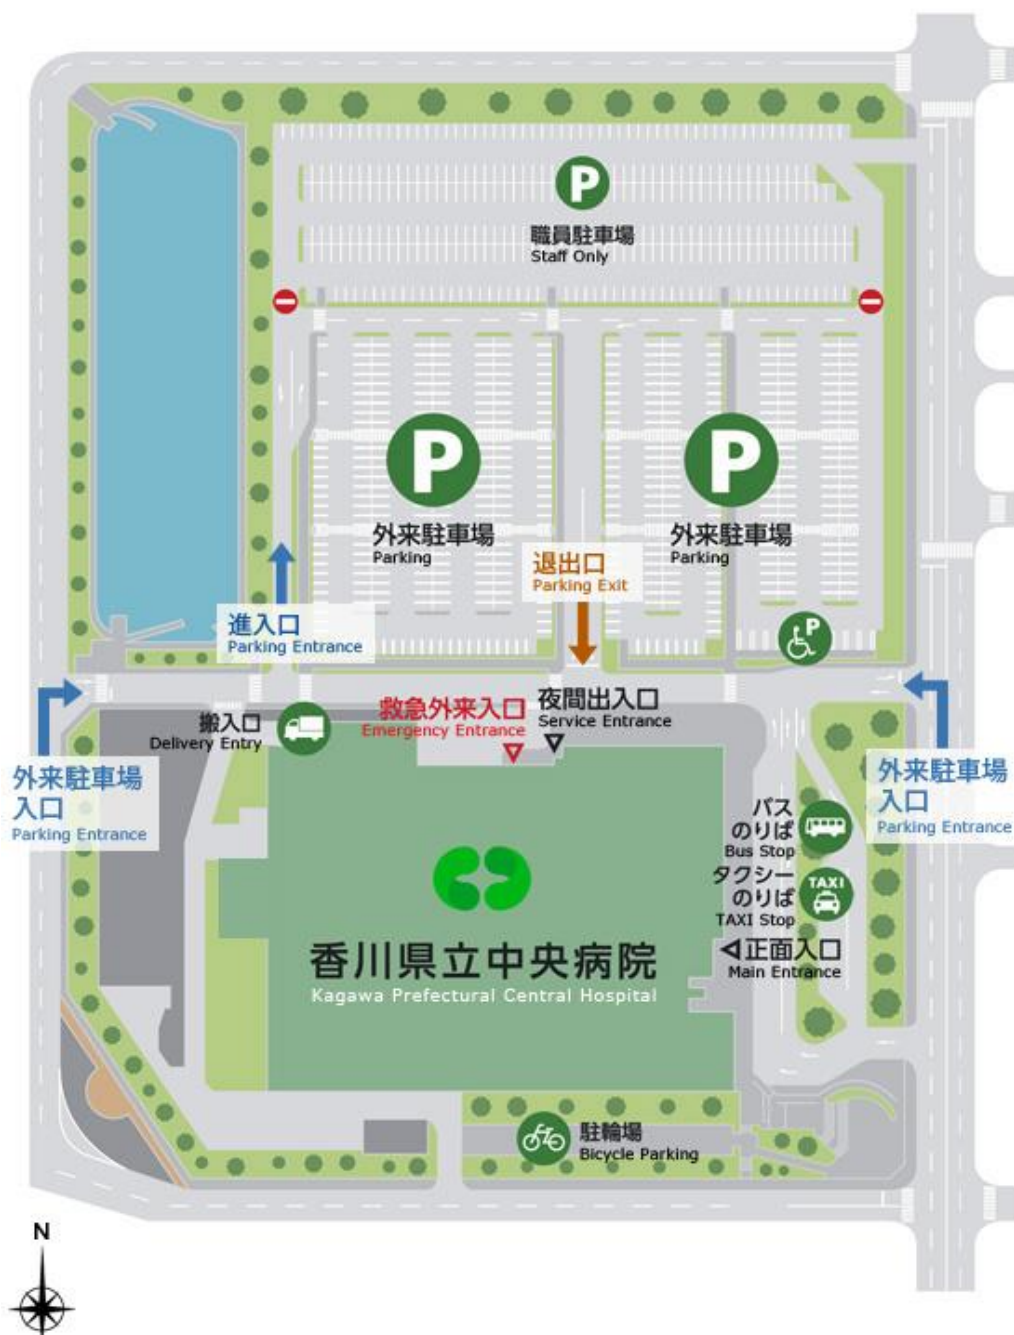 P
職員駐車場
Staff Only
P
外来駐車場
Parking
P
外来駐車場
Parking
退出口
Parking Exit
進入口
Parking Entrance
P
搬入口
Delivery Entry
救急外来入口
Emergency Entrance
夜間出入口
Service Entrance
外来駐車場
入口
Parking Entrance
外来駐車場
入口
Parking Entrance
バス
のりば
Bus Stop
タクシー
のりば
TAXI Stop
TAXI
正面入口
Main Entrance
香川県立中央病院
Kagawa Prefectural Central Hospital
駐輪場
Bicycle Parking
N